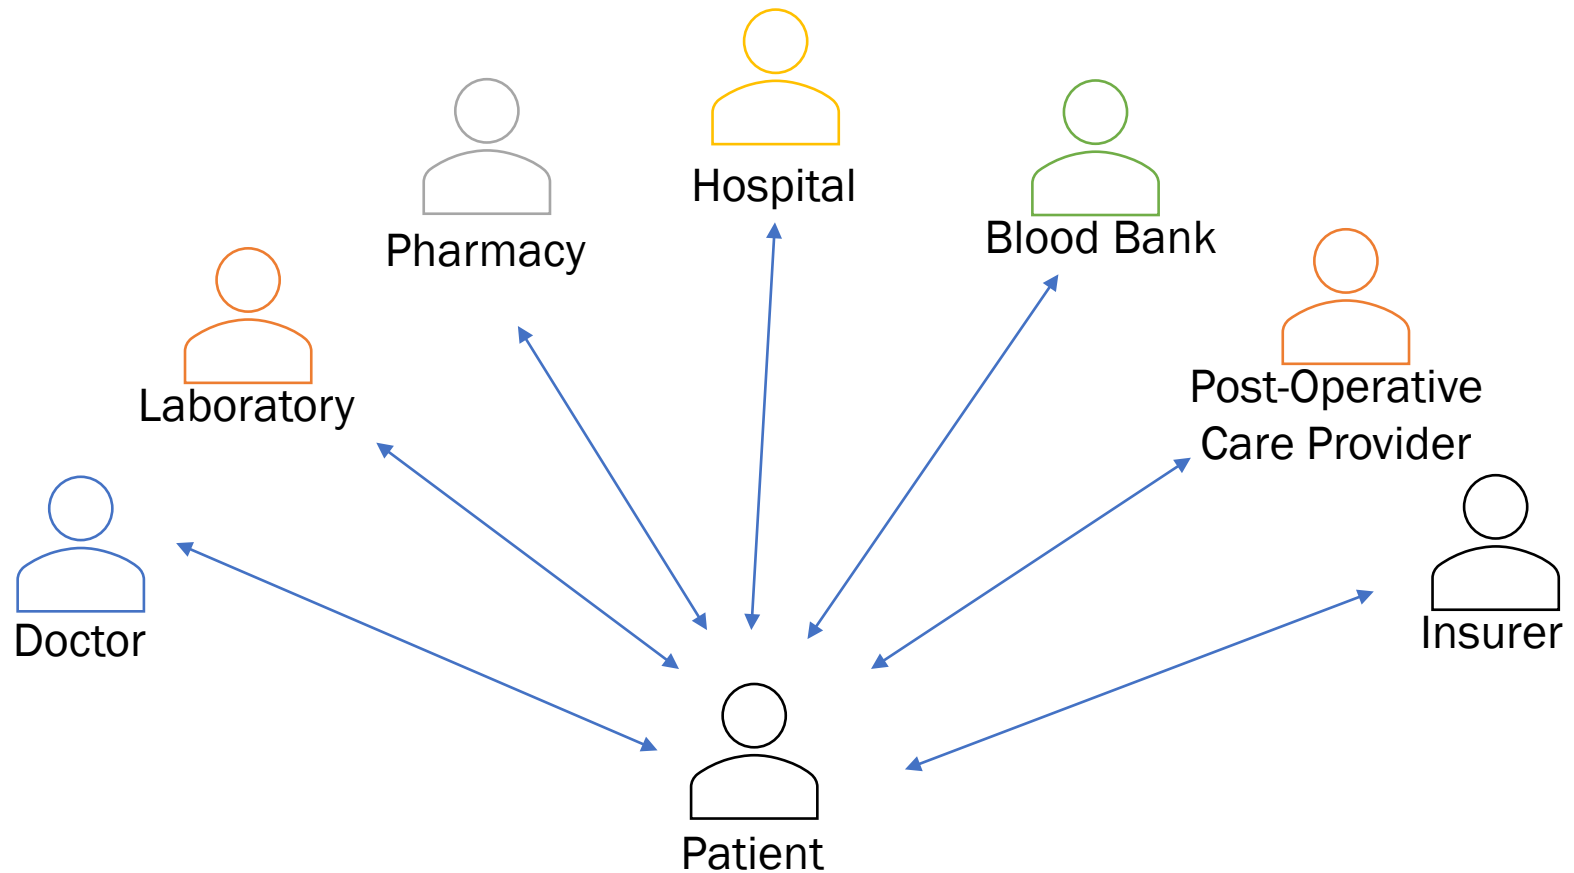 Hospital
Pharmacy
Blood Bank
Laboratory
Post-Operative
Care Provider
Doctor
Insurer
Patient